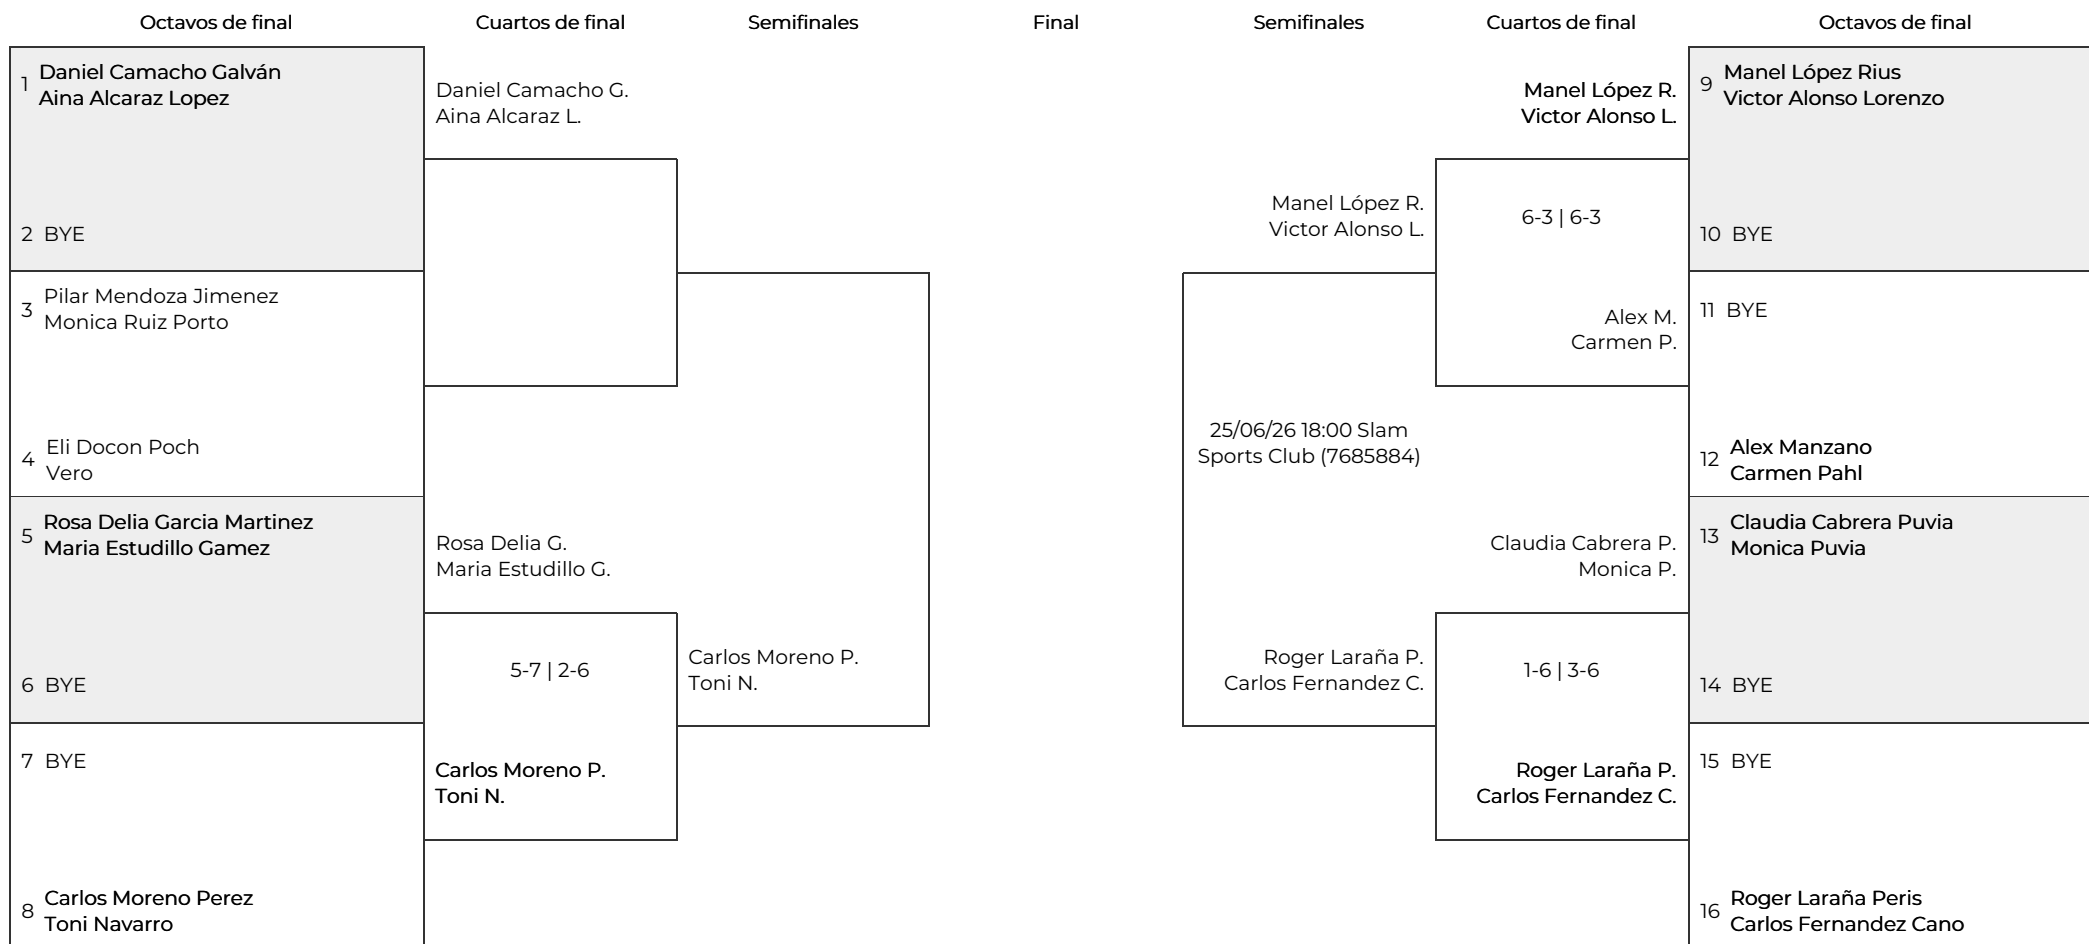 Octavos de final
Cuartos de final
Semifinales
Final
Semifinales
Cuartos de final
Octavos de final
1
Daniel Camacho Galván
Aina Alcaraz Lopez
2 BYE
3
Pilar Mendoza Jimenez
Monica Ruiz Porto
4
Eli Docon Poch
Vero
5
Rosa Delia Garcia Martinez
Maria Estudillo Gamez
6 BYE
7 BYE
8
Carlos Moreno Perez
Toni Navarro
Daniel Camacho G.
Aina Alcaraz L.
Rosa Delia G.
Maria Estudillo G.
5-7 | 2-6
Carlos Moreno P.
Toni N.
Carlos Moreno P.
Toni N.
Manel López R.
Victor Alonso L.
25/06/26 18:00 Slam
Sports Club (7685884)
Roger Laraña P.
Carlos Fernandez C.
Manel López R.
Victor Alonso L.
6-3 | 6-3
Alex M.
Carmen P.
Claudia Cabrera P.
Monica P.
1-6 | 3-6
Roger Laraña P.
Carlos Fernandez C.
9
Manel López Rius
Victor Alonso Lorenzo
10 BYE
11 BYE
12
Alex Manzano
Carmen Pahl
13
Claudia Cabrera Puvia
Monica Puvia
14 BYE
15 BYE
16
Roger Laraña Peris
Carlos Fernandez Cano